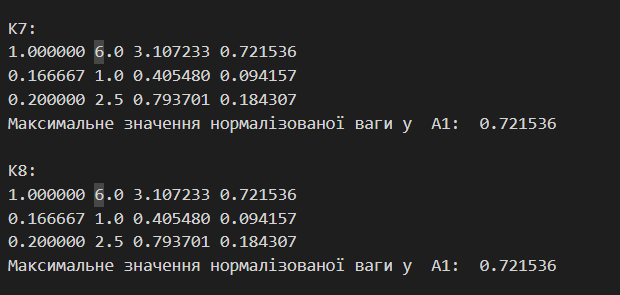 K7:
1.000000 6.0 3.107233 0.721536
0.166667 1.0 0.405480 0.094157
0.200000 2.5 0.793701 0.184307
Максимальне значення нормалізованої ваги у  A1:  0.721536
K8:
1.000000 6.0 3.107233 0.721536
0.166667 1.0 0.405480 0.094157
0.200000 2.5 0.793701 0.184307
Максимальне значення нормалізованої ваги у  A1:  0.721536